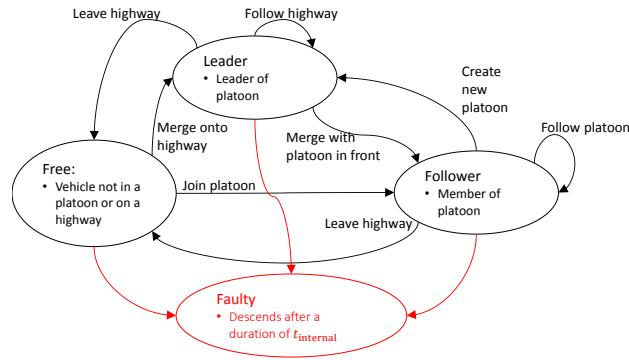 Leave highway
Follow highway
Leader
• Leader of
platoon
Create
new
platoon
Merge onto
highway
Merge with
platoon in front
Follow platoon
Free:
• Vehicle not in a
platoon or on a
highway
Join platoon
Follower
• Member of
platoon
Leave highway
Faulty
• Descends after a
duration of t_internal